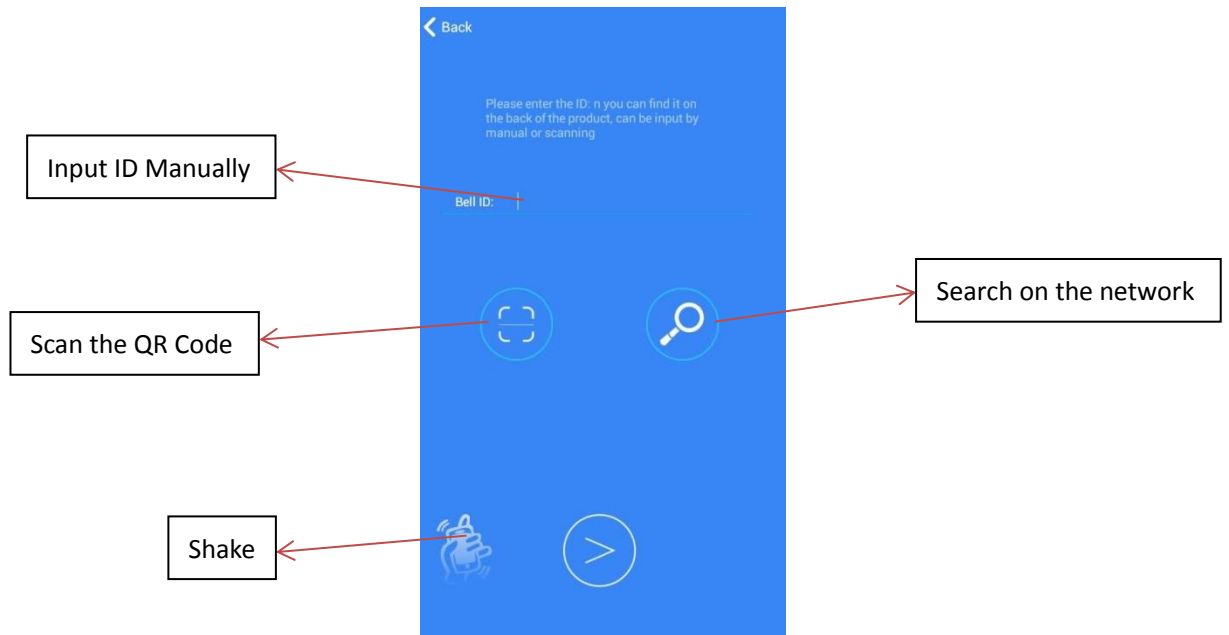 Back
Please enter the ID: n you can find it on
the back of the product, can be input by
manual or scanning
Input ID Manually
Bell ID:
Search on the network
Scan the QR Code
Shake
>